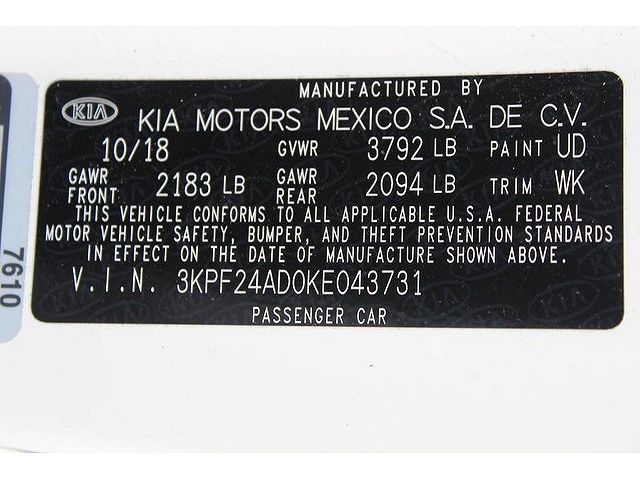 MANUFACTURED BY
KIA KIA MOTORS MEXICO S.A. DE C.V.
10/18 GVWR 3792 LB PAINT UD
GAWR FRONT 2183 LB GAWR REAR 2094 LB TRIM WK
THIS VEHICLE CONFORMS TO ALL APPLICABLE U.S.A. FEDERAL
MOTOR VEHICLE SAFETY, BUMPER, AND THEFT PREVENTION STANDARDS
IN EFFECT ON THE DATE OF MANUFACTURE SHOWN ABOVE
V.I.N. 3KPF24AD0KE043731
PASSENGER CAR
7610